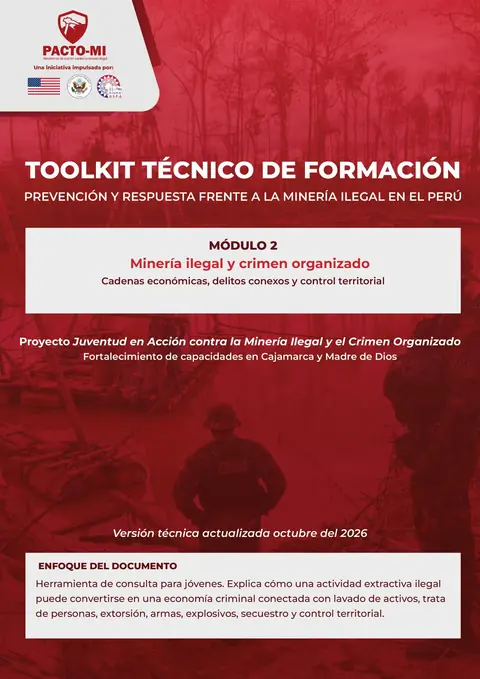 PACTO-MI
Una iniciativa impulsada por:
TOOLKIT TÉCNICO DE FORMACIÓN
PREVENCIÓN Y RESPUESTA FRENTE A LA MINERÍA ILEGAL EN EL PERÚ
MÓDULO 2
Minería ilegal y crimen organizado
Cadenas económicas, delitos conexos y control territorial
Proyecto Juventud en Acción contra la Minería Ilegal y el Crimen Organizado
Fortalecimiento de capacidades en Cajamarca y Madre de Dios
Versión técnica actualizada octubre del 2026
ENFOQUE DEL DOCUMENTO
Herramienta de consulta para jóvenes. Explica cómo una actividad extractiva ilegal
puede convertirse en una economía criminal conectada con lavado de activos, trata
de personas, extorsión, armas, explosivos, secuestro y control territorial.